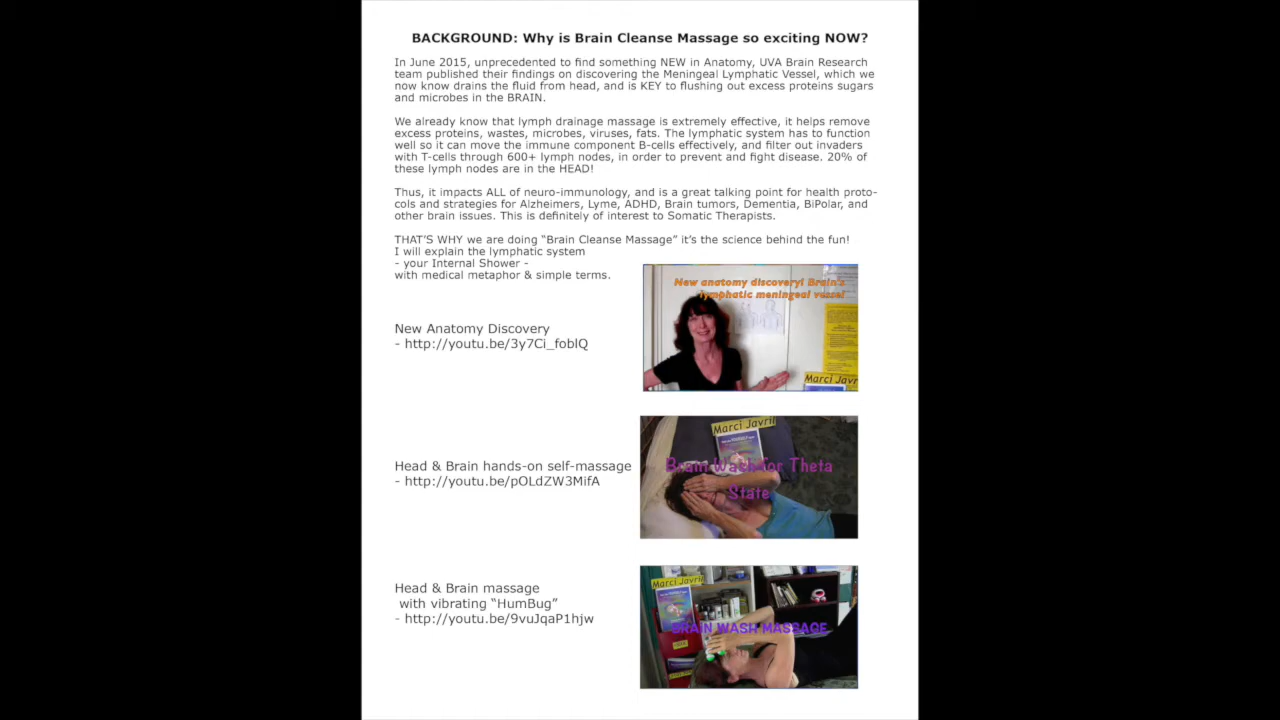 BACKGROUND: Why is Brain Cleanse Massage so exciting NOW?
In June 2015, unprecedented to find something NEW in Anatomy, UVA Brain Research
team published their findings on discovering the Meningeal Lymphatic Vessel, which we
now know drains the fluid from head, and is KEY to flushing out excess proteins sugars
and microbes in the BRAIN.
We already know that lymph drainage massage is extremely effective, it helps remove
excess proteins, wastes, microbes, viruses, fats. The lymphatic system has to function
well so it can move the immune component B-cells effectively, and filter out invaders
with T-cells through 600+ lymph nodes, in order to prevent and fight disease. 20% of
these lymph nodes are in the HEAD!
Thus, it impacts ALL of neuro-immunology, and is a great talking point for health proto-
cols and strategies for Alzheimers, Lyme, ADHD, Brain tumors, Dementia, BiPolar, and
other brain issues. This is definitely of interest to Somatic Therapists.
THAT'S WHY we are doing "Brain Cleanse Massage" it's the science behind the fun!
I will explain the lymphatic system
- your Internal Shower -
with medical metaphor & simple terms.
New anatomy discovery! Brain's
lymphatic meningeal vessel
Marci Javr
New Anatomy Discovery
- http://youtu.be/3y7Ci_foblQ
Marci Javril
Brain Wash for Theta
State
Head & Brain hands-on self-massage
- http://youtu.be/pOLdZW3MifA
Marci Javril
BRAIN WASH MASSAGE
Head & Brain massage
with vibrating "HumBug"
- http://youtu.be/9vuJqaP1hjw